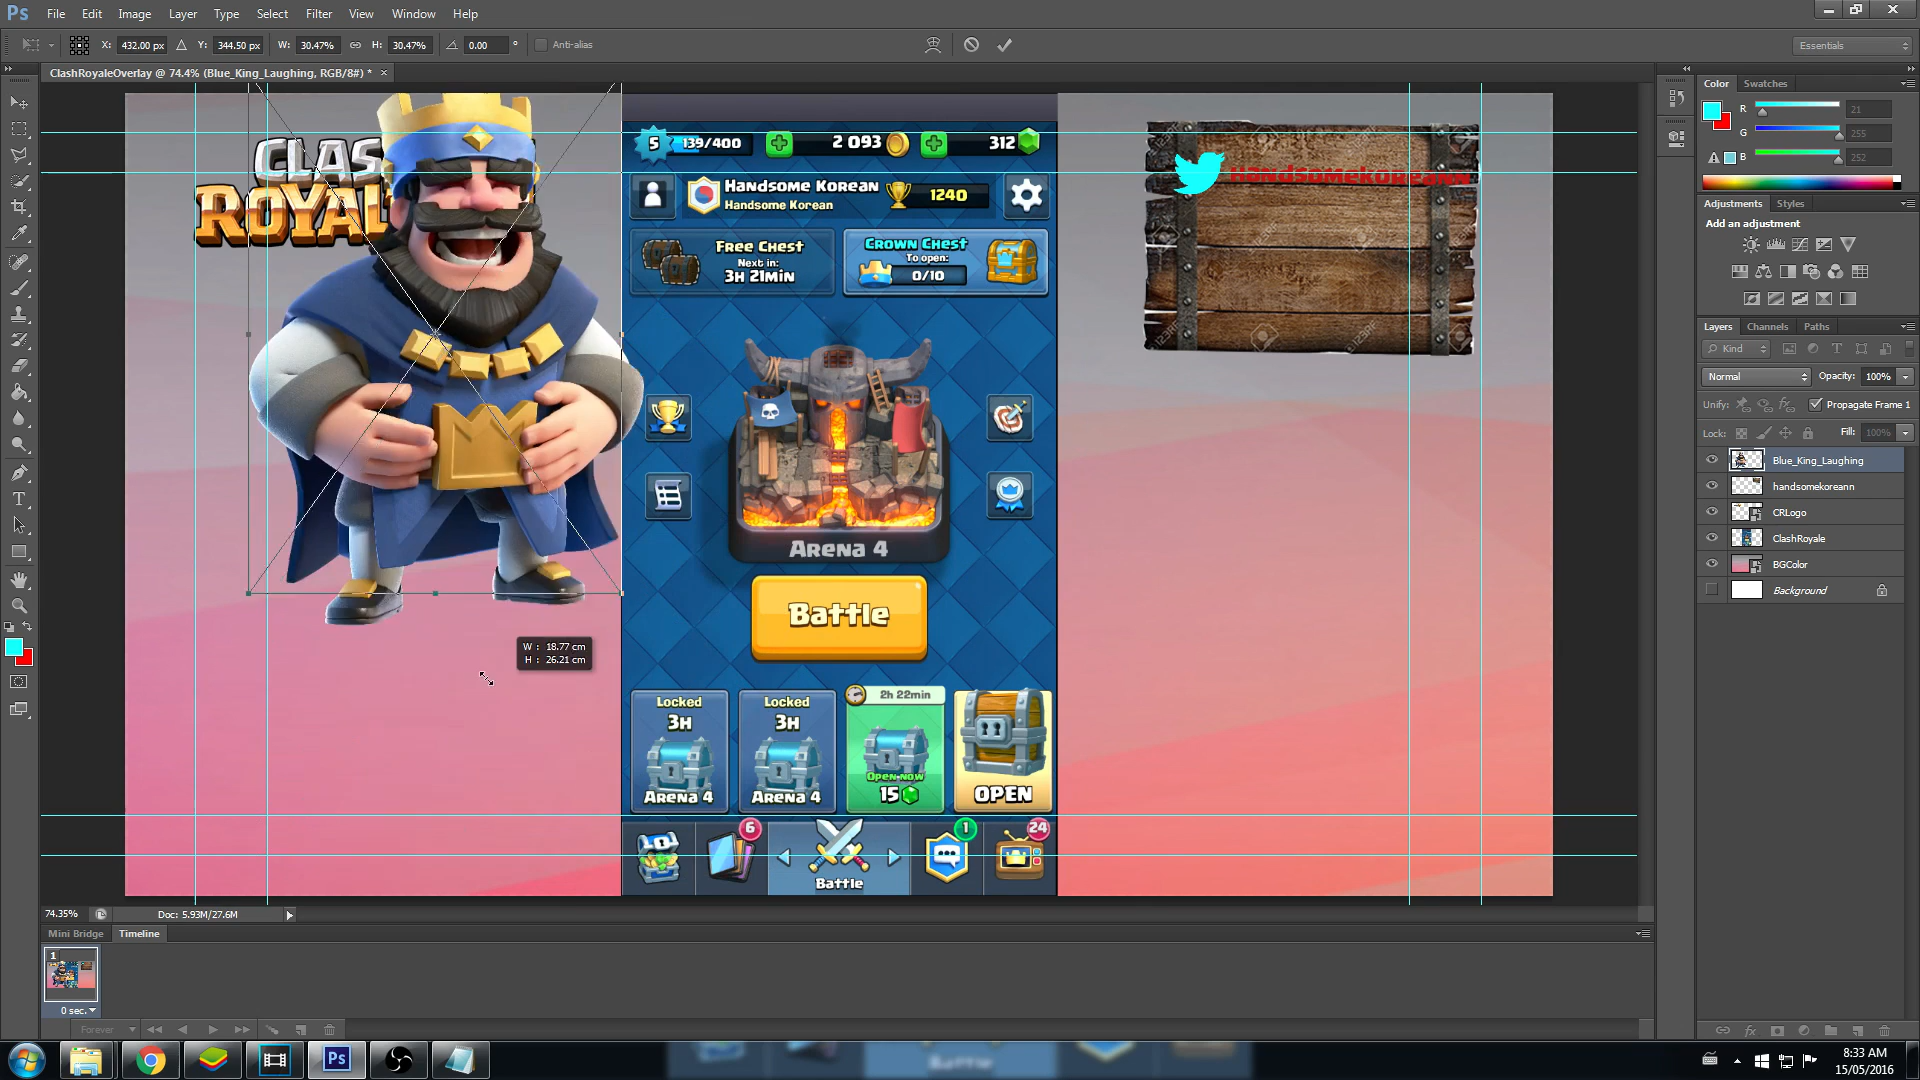 Ps File Edit Image Layer Type Select Filter View Window Help
X: 432.00 px Y: 344.50 px W: 30.47% H: 30.47% 0.00 ° Anti-alias Essentials
ClashRoyaleOverlay @ 74.4% (Blue_King_Laughing, RGB/8#) * ×
CLAS
ROYAL
5 139/400 2 093 312
Handsome Korean 1240
Handsome Korean
Free Chest
Next in:
3h 21min
Crown Chest
To open:
0/10
Arena 4
Battle
Locked
3h
Arena 4
Locked
3h
Arena 4
2h 22min
Open now
15
OPEN
6
1
24
Battle
handsomekoreann
W : 18.77 cm
H : 26.21 cm
Color Swatches
R 21
G 255
B 252
Adjustments Styles
Add an adjustment
Layers Channels Paths
Kind
Normal Opacity: 100%
Unify: Propagate Frame 1
Lock: Fill: 100%
Blue_King_Laughing
handsomekoreann
CRLogo
ClashRoyale
BGColor
Background
74.35% Doc: 5.93M/27.6M
Mini Bridge Timeline
1
0 sec.
Forever
Ps
Battle
8:33 AM
15/05/2016